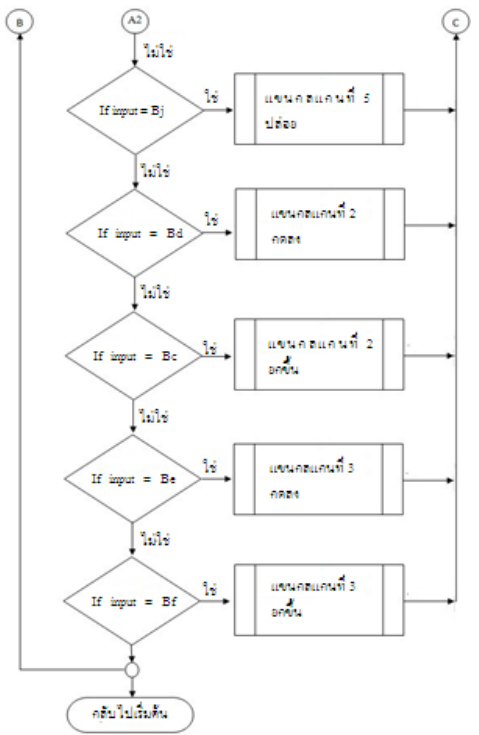 B
A2
C
ไม่ใช่
If input = Bj
ใช่
แขนกลแกนที่ 5
ปล่อย
ไม่ใช่
If input = Bd
ใช่
แขนกลแกนที่ 2
กดลง
ไม่ใช่
If input = Bc
ใช่
แขนกลแกนที่ 2
ยกขึ้น
ไม่ใช่
If input = Be
ใช่
แขนกลแกนที่ 3
กดลง
ไม่ใช่
If input = Bf
ใช่
แขนกลแกนที่ 3
ยกขึ้น
กลับไปเริ่มต้น